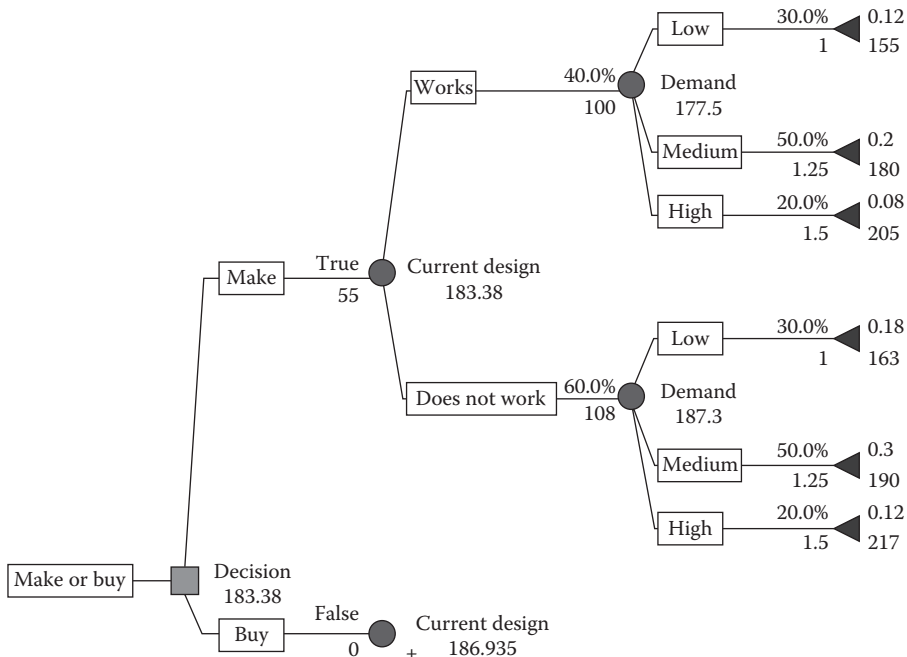 30.0% 0.12
Low
1 155
40.0%
Works
Demand
100
177.5
50.0% 0.2
Medium
1.25 180
20.0% 0.08
High
1.5 205
True
Make
Current design
55
183.38
30.0% 0.18
Low
1 163
60.0%
Does not work
Demand
108
187.3
50.0% 0.3
Medium
1.25 190
20.0% 0.12
High
1.5 217
Make or buy
Decision
183.38
False
Buy
Current design
0 + 186.935